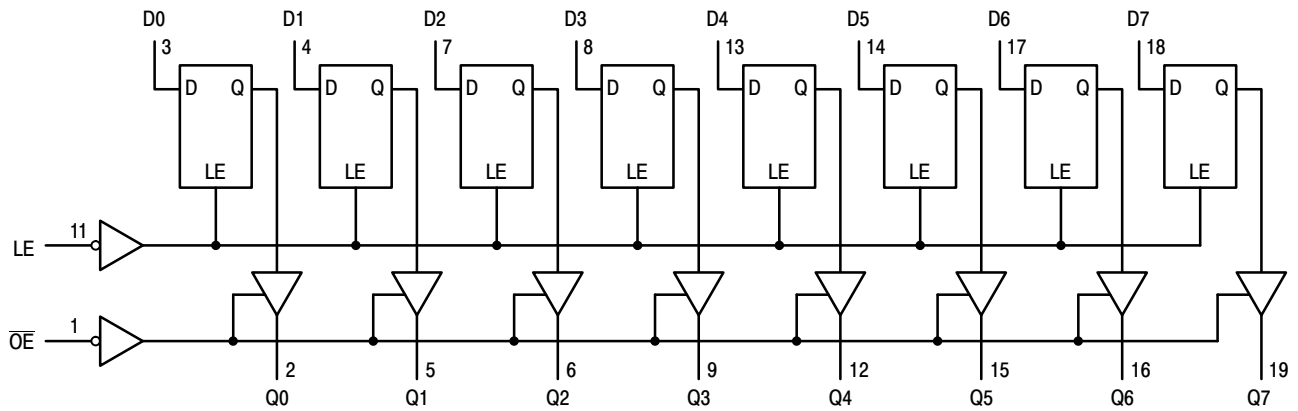 D0 D1 D2 D3 D4 D5 D6 D7
3 4 7 8 13 14 17 18
D Q D Q D Q D Q D Q D Q D Q D Q
LE LE LE LE LE LE LE LE
11
LE
1
OE
2 5 6 9 12 15 16 19
Q0 Q1 Q2 Q3 Q4 Q5 Q6 Q7